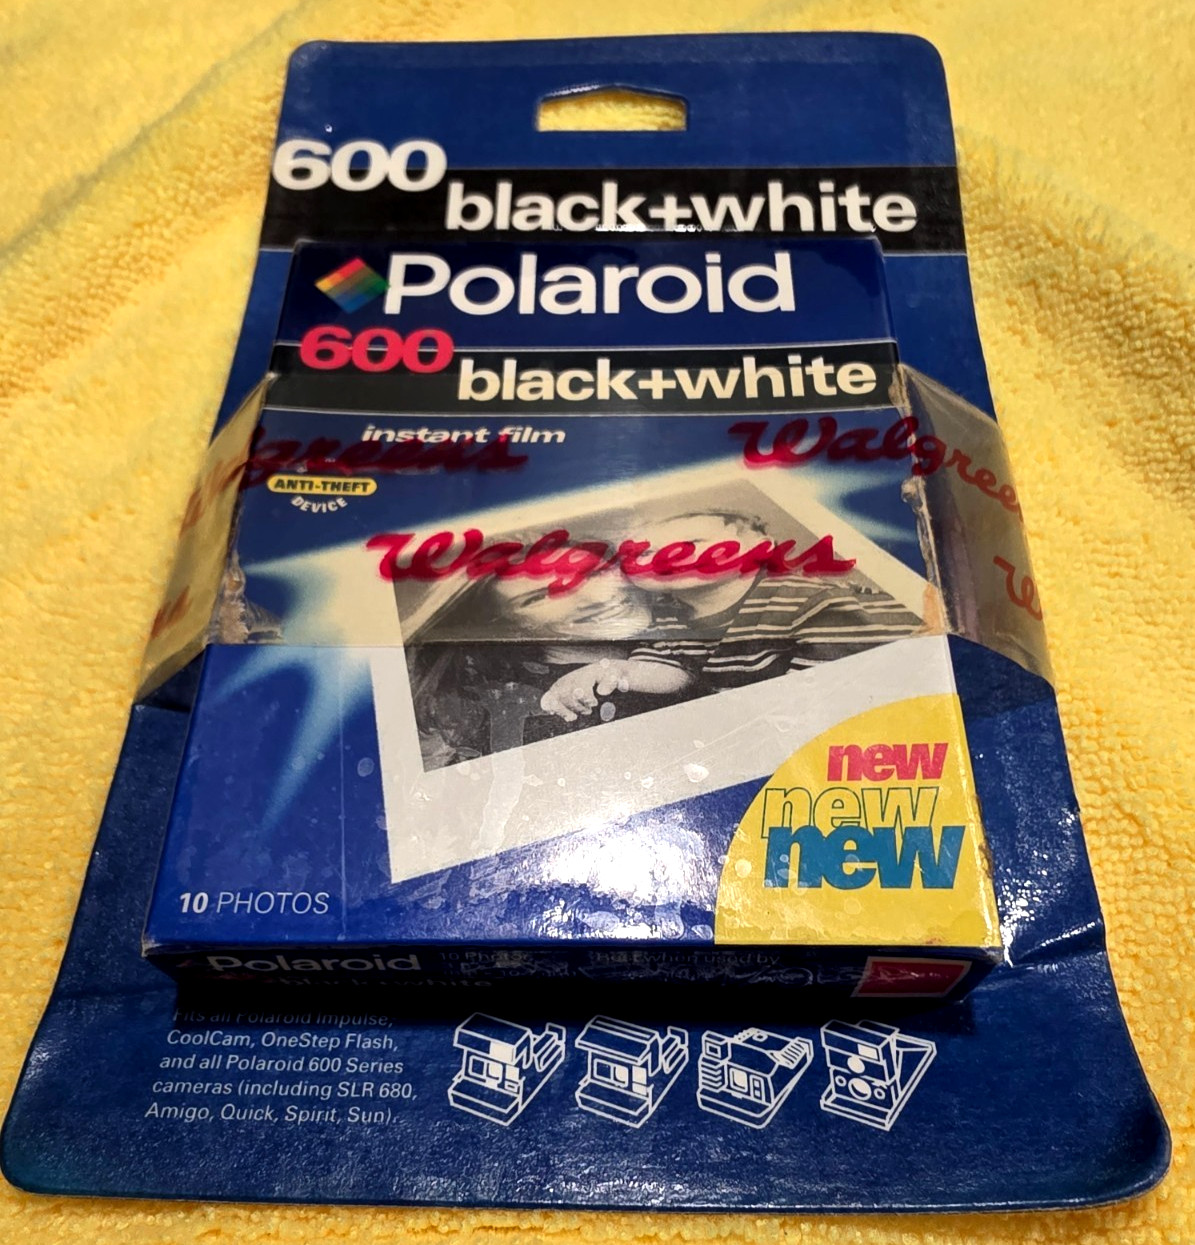 600
black+white
Polaroid
600
black+white
instant film
Walgreens
Walgreens
ANTI-THEFT
DEVICE
Walgreens
new
new
new
10 PHOTOS
Polaroid
black+white
Fits all Polaroid Impulse,
CoolCam, OneStep Flash,
and all Polaroid 600 Series
cameras (including SLR 680,
Amigo, Quick, Spirit, Sun).